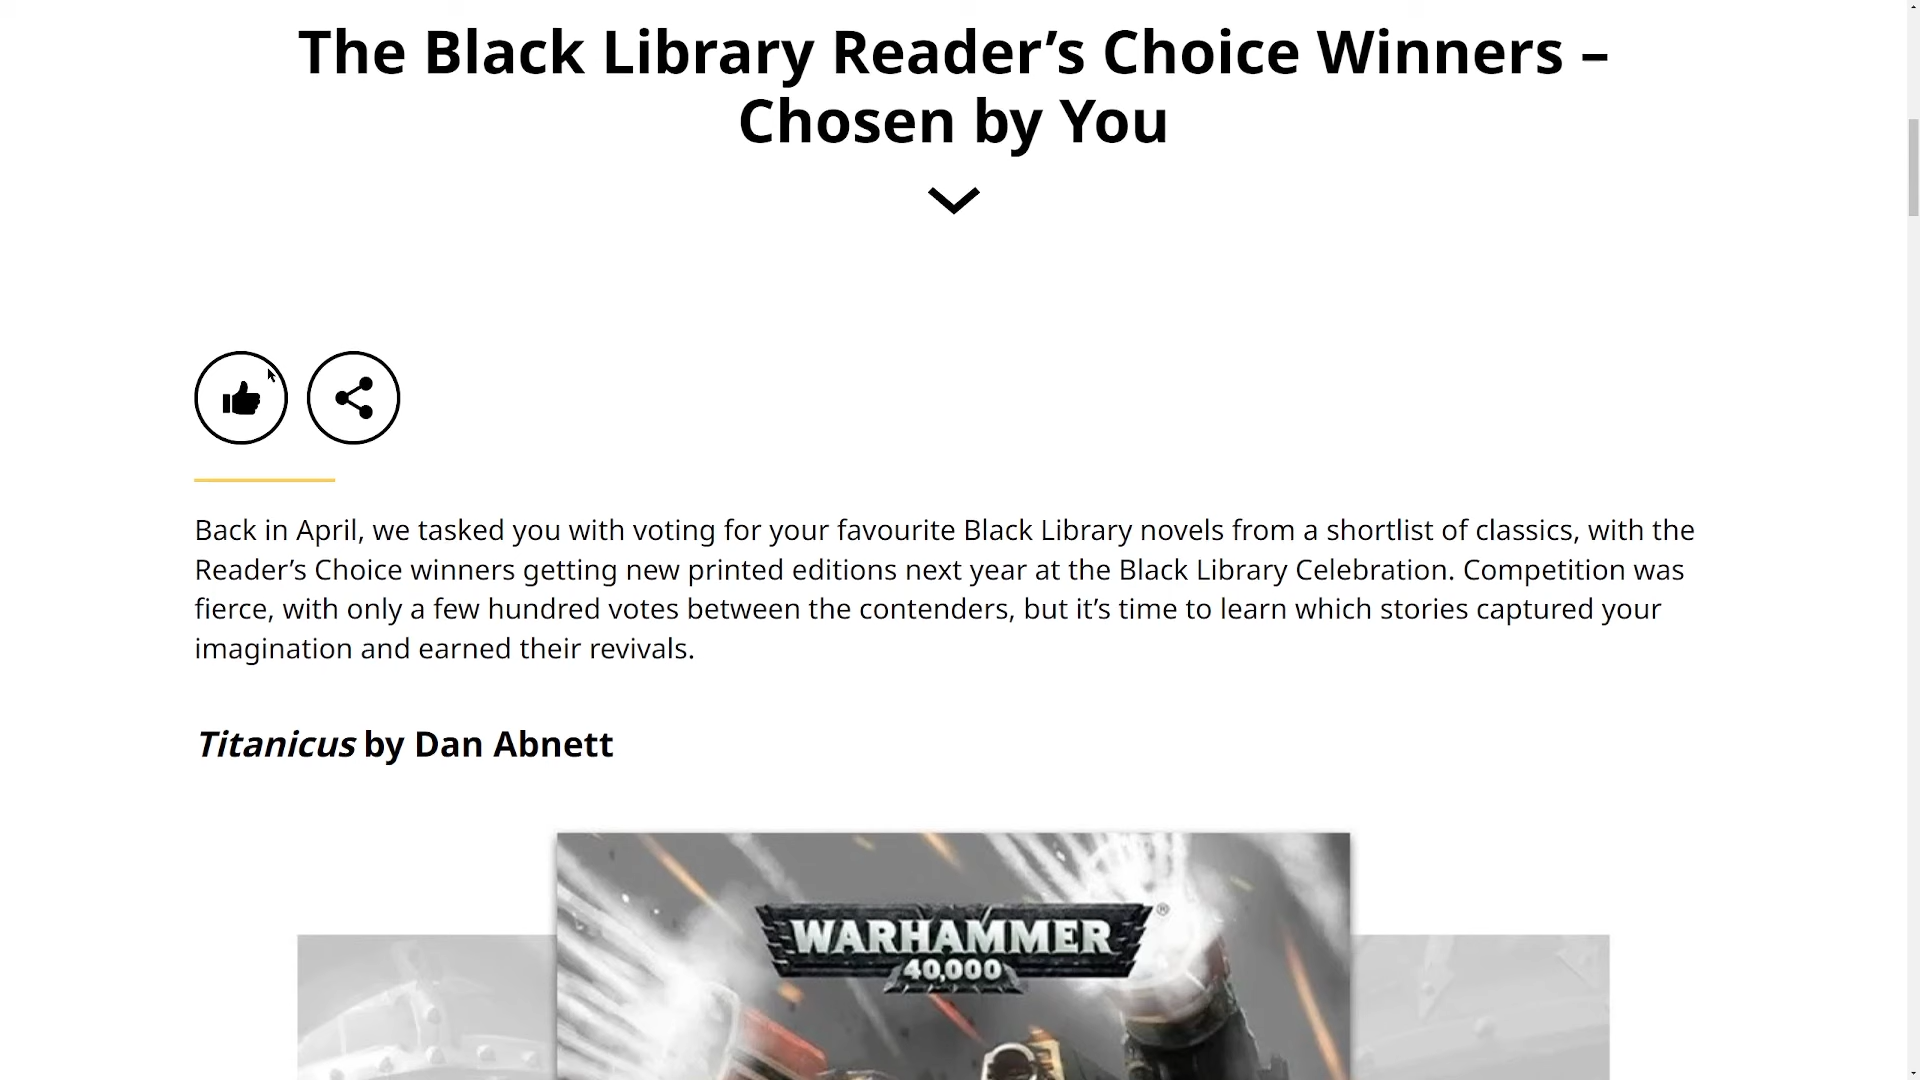 The Black Library Reader’s Choice Winners –
Chosen by You
Back in April, we tasked you with voting for your favourite Black Library novels from a shortlist of classics, with the
Reader’s Choice winners getting new printed editions next year at the Black Library Celebration. Competition was
fierce, with only a few hundred votes between the contenders, but it’s time to learn which stories captured your
imagination and earned their revivals.
Titanicus by Dan Abnett
WARHAMMER®
40,000